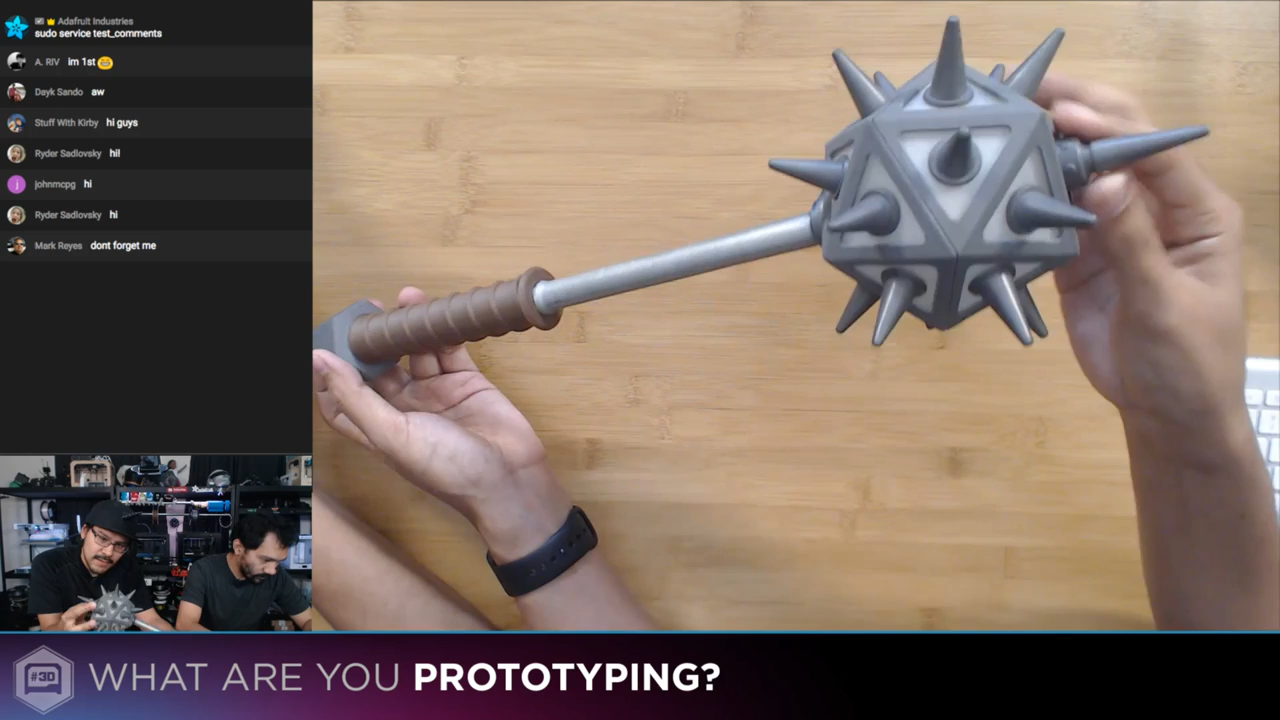 Adafruit Industries
sudo service test_comments
A. RIV im 1st
Dayk Sando aw
Stuff With Kirby hi guys
Ryder Sadlovsky hi!
j johnmcpg hi
Ryder Sadlovsky hi
Mark Reyes dont forget me
#3D
WHAT ARE YOU PROTOTYPING?